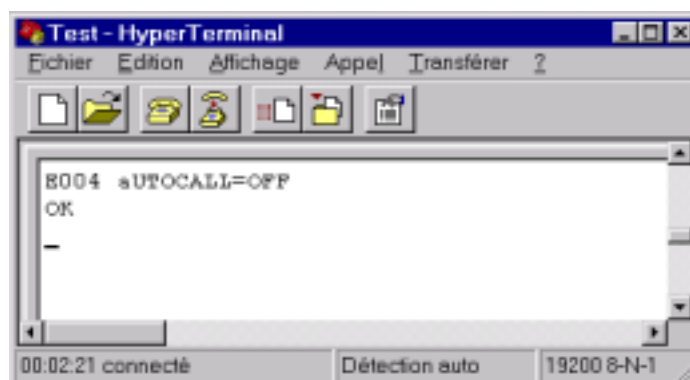 Test - HyperTerminal
Fichier Edition Affichage Appel Transférer ?
E004 aUTOCALL=OFF
OK
00:02:21 connecté Détection auto 19200 8-N-1